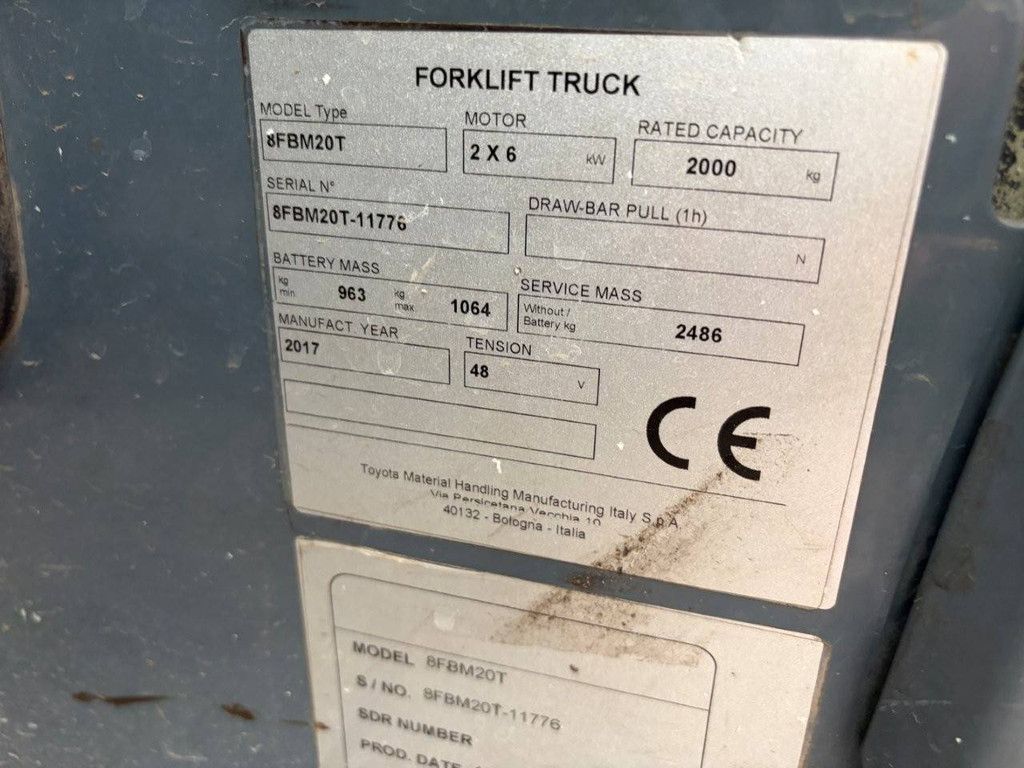 FORKLIFT TRUCK
MODEL Type
8FBM20T
MOTOR
2 X 6 kW
RATED CAPACITY
2000 kg
SERIAL N°
8FBM20T-11776
DRAW-BAR PULL (1h)
N
BATTERY MASS
kg min 963 kg max 1064
SERVICE MASS
Without / Battery kg 2486
MANUFACT. YEAR
2017
TENSION
48 V
CE
Toyota Material Handling Manufacturing Italy S.p.A.
Via Persicetana Vecchia 10
40132 - Bologna - Italia
MODEL 8FBM20T
S / NO. 8FBM20T-11776
SDR NUMBER
PROD. DATE